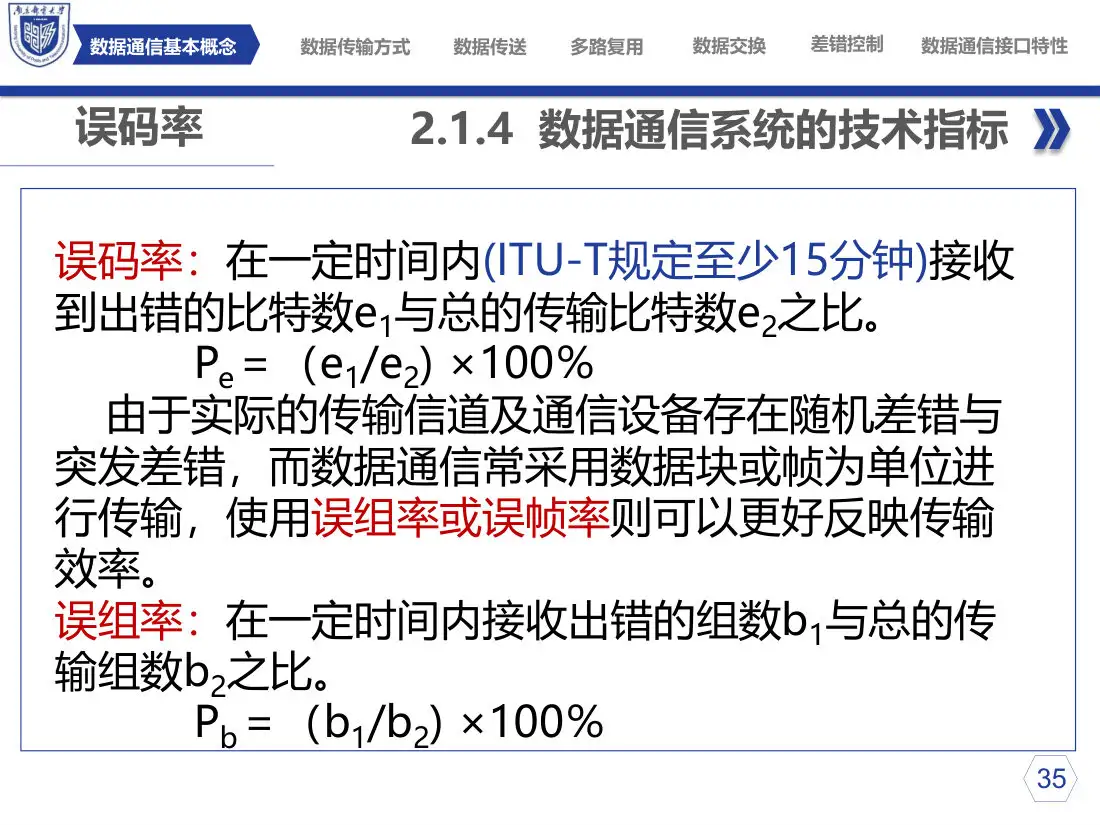 南京邮电大学
数据通信基本概念 数据传输方式 数据传送 多路复用 数据交换 差错控制 数据通信接口特性
误码率 2.1.4 数据通信系统的技术指标
误码率：在一定时间内(ITU-T规定至少15分钟)接收
到出错的比特数e₁与总的传输比特数e₂之比。
Pₑ =（e₁/e₂）×100%
由于实际的传输信道及通信设备存在随机差错与
突发差错，而数据通信常采用数据块或帧为单位进
行传输，使用误组率或误帧率则可以更好反映传输
效率。
误组率：在一定时间内接收出错的组数b₁与总的传
输组数b₂之比。
P_b =（b₁/b₂）×100%
35